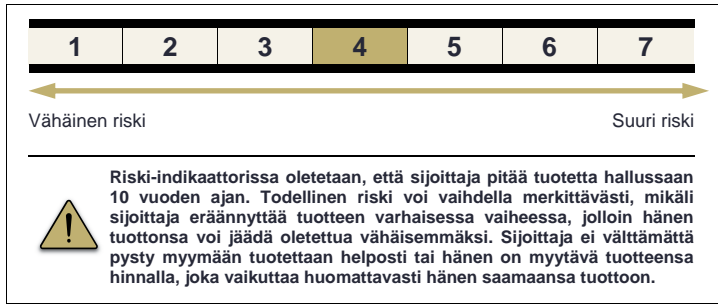 1 2 3 4 5 6 7
Vähäinen riski Suuri riski
Riski-indikaattorissa oletetaan, että sijoittaja pitää tuotetta hallussaan
10 vuoden ajan. Todellinen riski voi vaihdella merkittävästi, mikäli
sijoittaja eräännyttää tuotteen varhaisessa vaiheessa, jolloin hänen
tuottonsa voi jäädä oletettua vähäisemmäksi. Sijoittaja ei välttämättä
pysty myymään tuotettaan helposti tai hänen on myytävä tuotteensa
hinnalla, joka vaikuttaa huomattavasti hänen saamaansa tuottoon.